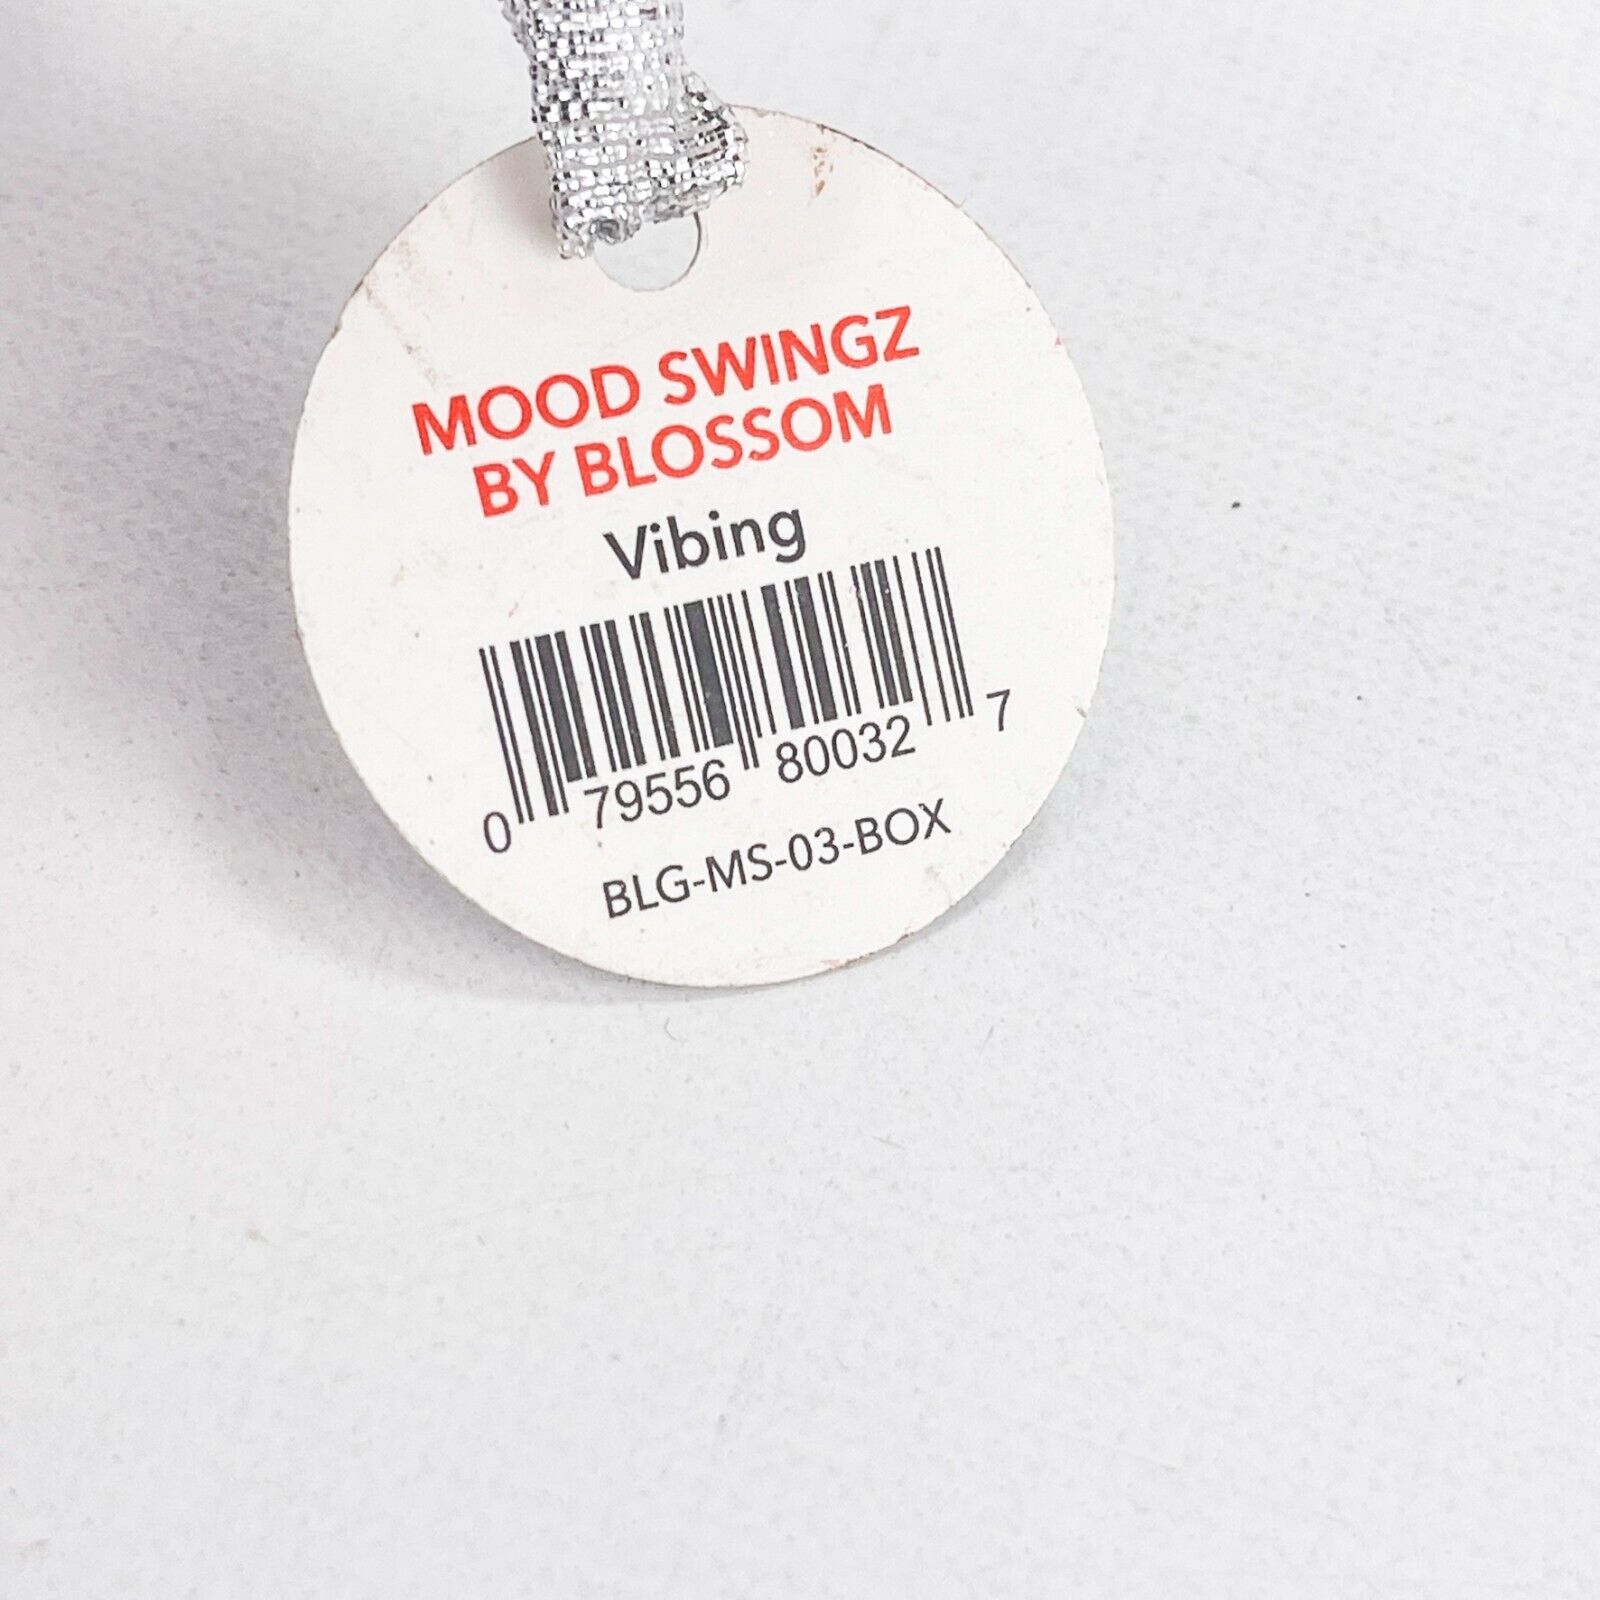 MOOD SWINGZ
BY BLOSSOM
Vibing
0 79556 80032 7
BLG-MS-03-BOX